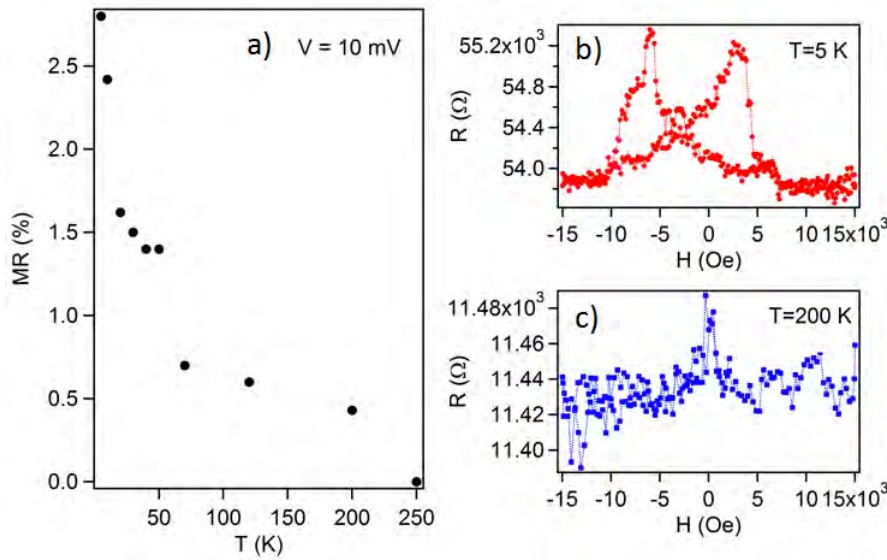 a)
V = 10 mV
MR (%)
2.5
2.0
1.5
1.0
0.5
0.0
50 100 150 200 250
T (K)
b)
T=5 K
R (Ω)
55.2x10³
54.8
54.4
54.0
-15 -10 -5 0 5 10 15x10³
H (Oe)
c)
T=200 K
R (Ω)
11.48x10³
11.46
11.44
11.42
11.40
-15 -10 -5 0 5 10 15x10³
H (Oe)